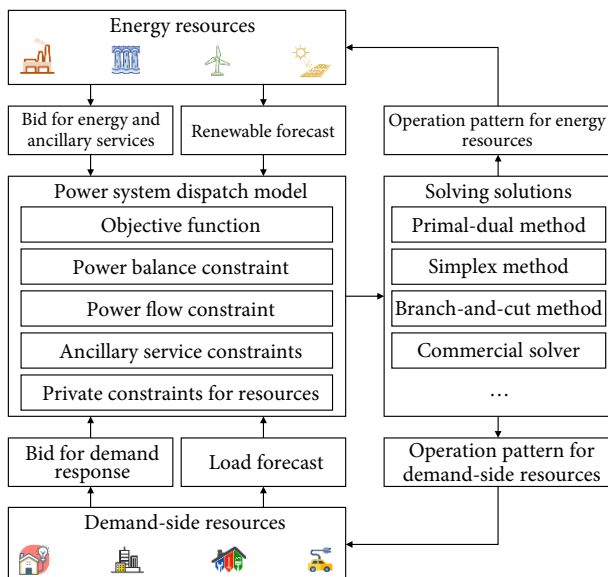 Energy resources
Bid for energy and
ancillary services
Renewable forecast
Operation pattern for energy
resources
Power system dispatch model
Objective function
Power balance constraint
Power flow constraint
Ancillary service constraints
Private constraints for resources
Solving solutions
Primal-dual method
Simplex method
Branch-and-cut method
Commercial solver
…
Bid for demand
response
Load forecast
Operation pattern for
demand-side resources
Demand-side resources